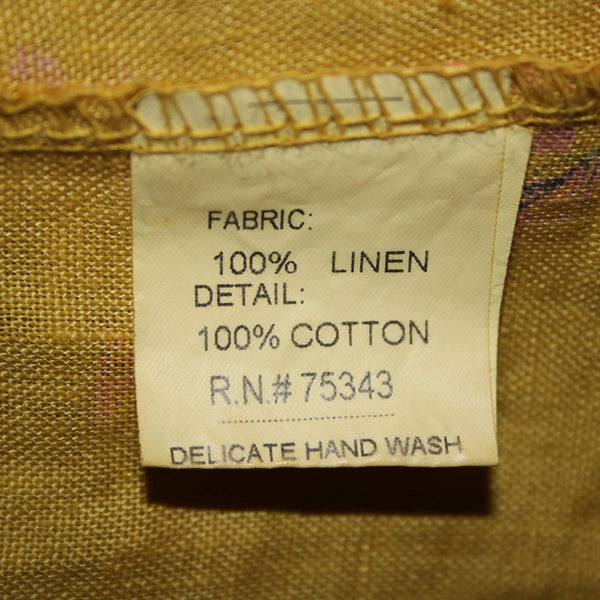 FABRIC:
100% LINEN
DETAIL:
100% COTTON
R.N.# 75343
DELICATE HAND WASH